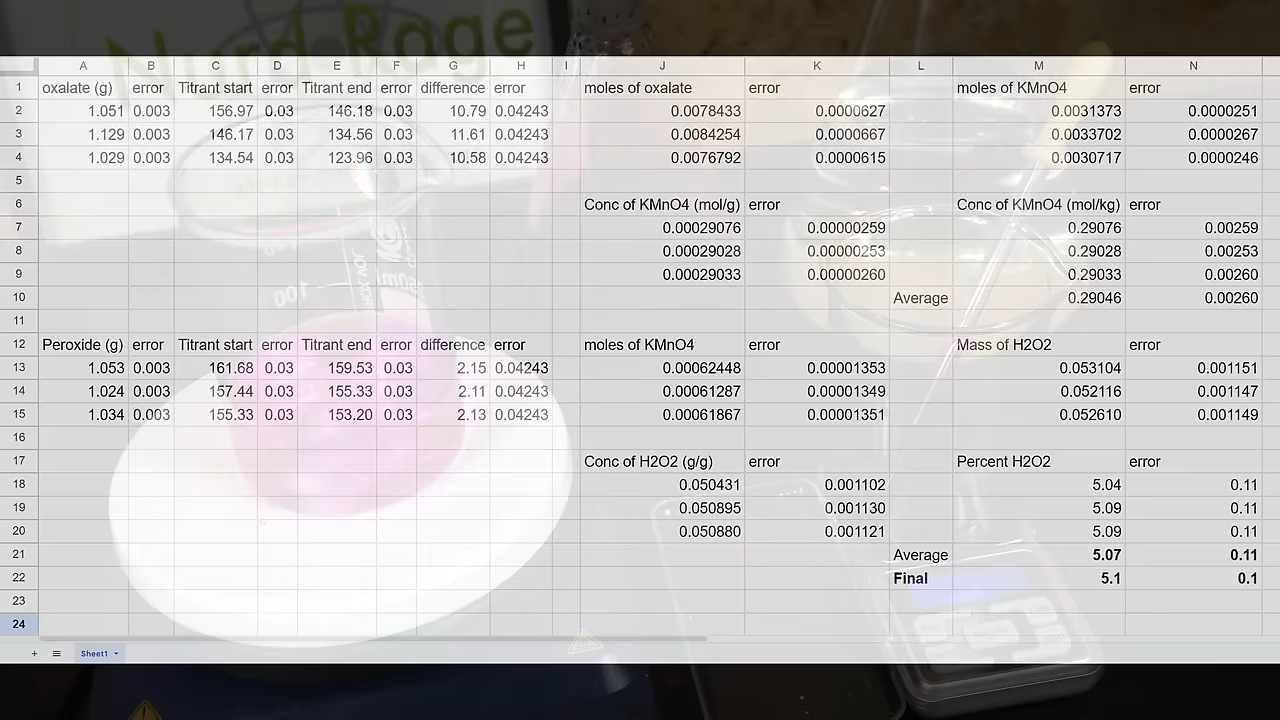 Nurd Rage
A B C D E F G H I J K L M N
1 oxalate (g) error Titrant start error Titrant end error difference error moles of oxalate error moles of KMnO4 error
2 1.051 0.003 156.97 0.03 146.18 0.03 10.79 0.04243 0.0078433 0.0000627 0.0031373 0.0000251
3 1.129 0.003 146.17 0.03 134.56 0.03 11.61 0.04243 0.0084254 0.0000667 0.0033702 0.0000267
4 1.029 0.003 134.54 0.03 123.96 0.03 10.58 0.04243 0.0076792 0.0000615 0.0030717 0.0000246
5
6 Conc of KMnO4 (mol/g) error Conc of KMnO4 (mol/kg) error
7 0.00029076 0.00000259 0.29076 0.00259
8 0.00029028 0.00000253 0.29028 0.00253
9 0.00029033 0.00000260 0.29033 0.00260
10 Average 0.29046 0.00260
11
12 Peroxide (g) error Titrant start error Titrant end error difference error moles of KMnO4 error Mass of H2O2 error
13 1.053 0.003 161.68 0.03 159.53 0.03 2.15 0.04243 0.00062448 0.00001353 0.053104 0.001151
14 1.024 0.003 157.44 0.03 155.33 0.03 2.11 0.04243 0.00061287 0.00001349 0.052116 0.001147
15 1.034 0.003 155.33 0.03 153.20 0.03 2.13 0.04243 0.00061867 0.00001351 0.052610 0.001149
16
17 Conc of H2O2 (g/g) error Percent H2O2 error
18 0.050431 0.001102 5.04 0.11
19 0.050895 0.001130 5.09 0.11
20 0.050880 0.001121 5.09 0.11
21 Average 5.07 0.11
22 Final 5.1 0.1
23
24
+ Sheet1
100